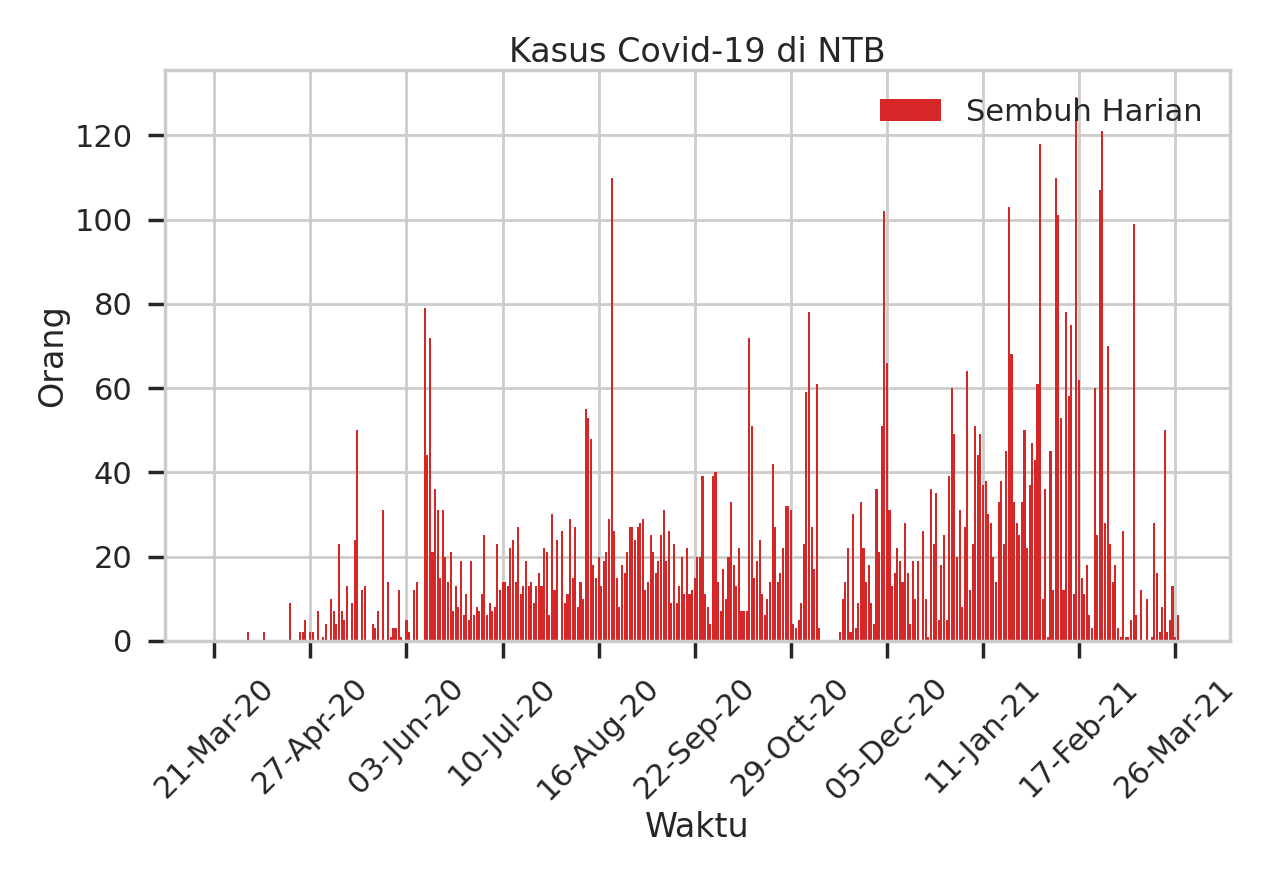 Kasus Covid-19 di NTB
Sembuh Harian
Orang
120
100
80
60
40
20
0
21-Mar-20
27-Apr-20
03-Jun-20
10-Jul-20
16-Aug-20
22-Sep-20
29-Oct-20
05-Dec-20
11-Jan-21
17-Feb-21
26-Mar-21
Waktu